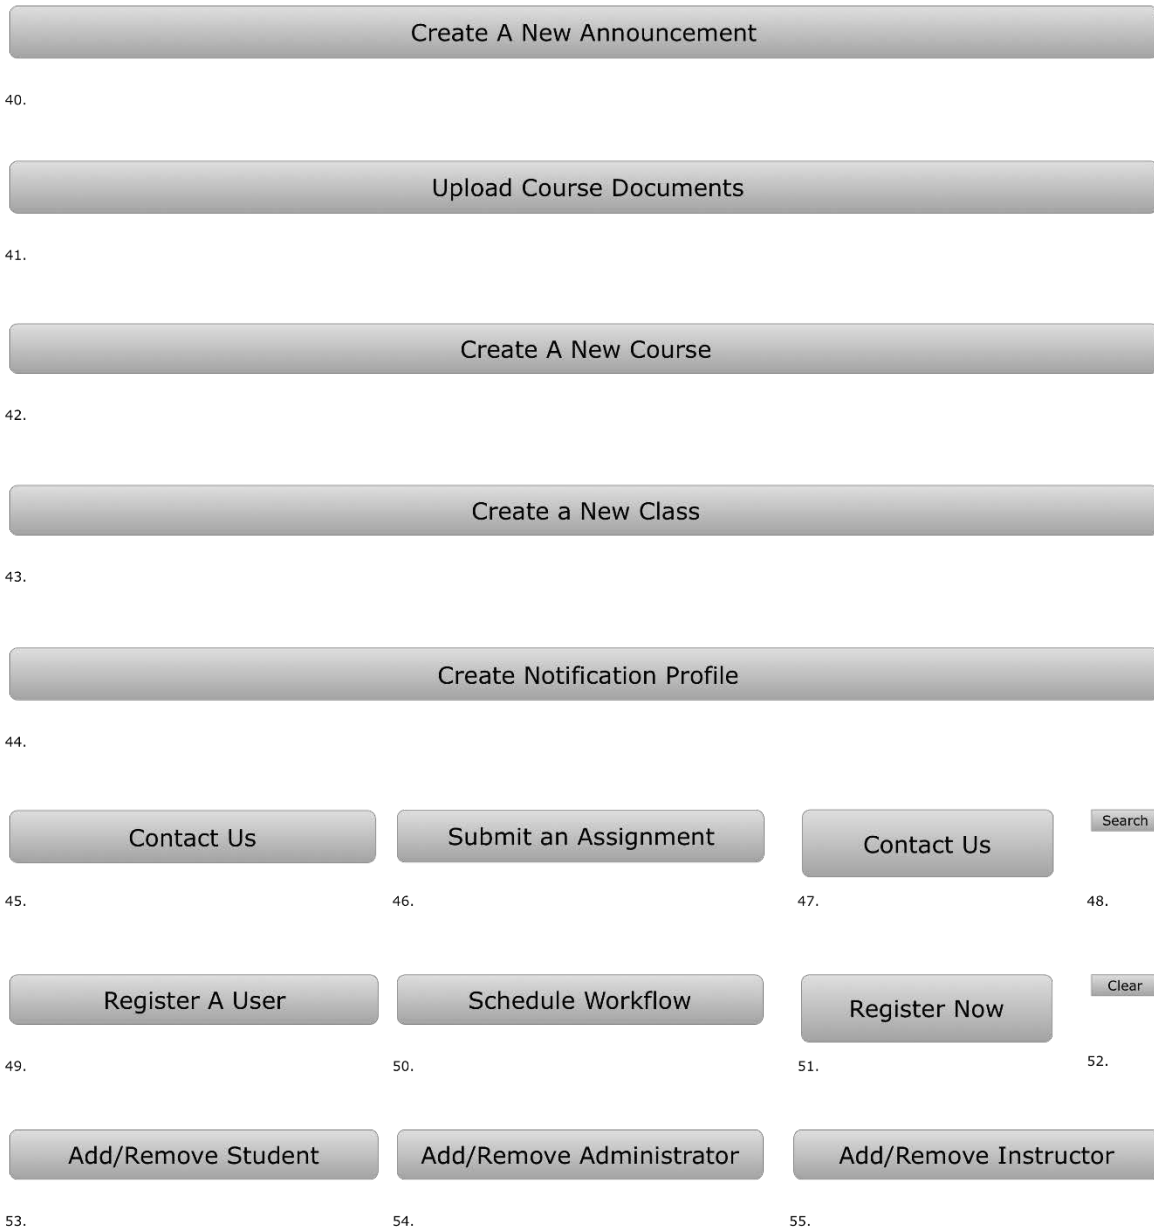 Create A New Announcement
40.
Upload Course Documents
41.
Create A New Course
42.
Create a New Class
43.
Create Notification Profile
44.
Contact Us Submit an Assignment Contact Us Search
45. 46. 47. 48.
Register A User Schedule Workflow Register Now Clear
49. 50. 51. 52.
Add/Remove Student Add/Remove Administrator Add/Remove Instructor
53. 54. 55.